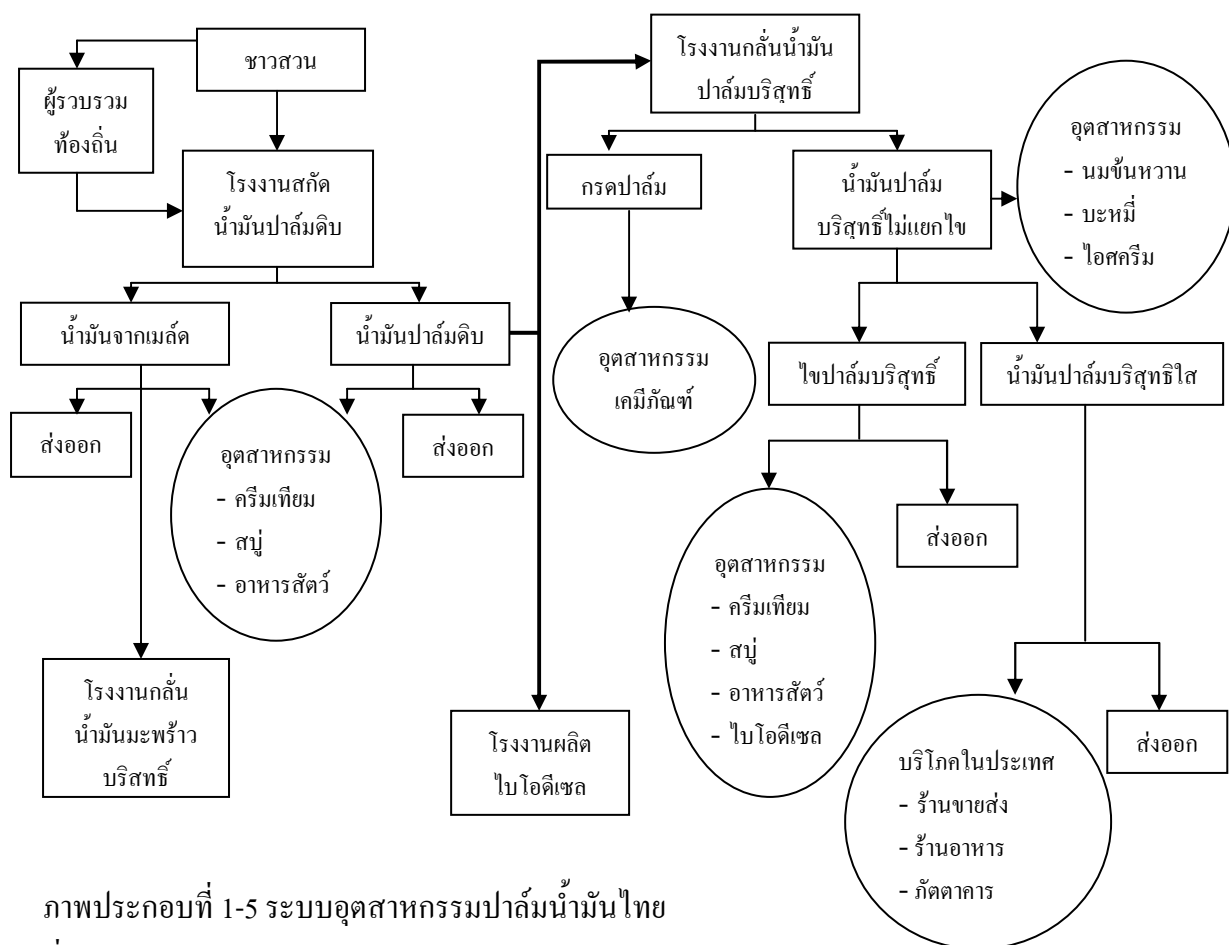 ชาวสวน
ผู้รวบรวม
ท้องถิ่น
โรงงานสกัด
น้ำมันปาล์มดิบ
น้ำมันจากเมล็ด
น้ำมันปาล์มดิบ
ส่งออก
อุตสาหกรรม
- ครีมเทียม
- สบู่
- อาหารสัตว์
ส่งออก
โรงงานกลั่น
น้ำมันมะพร้าว
บริสทธิ์
โรงงานผลิต
ไบโอดีเซล
โรงงานกลั่นน้ำมัน
ปาล์มบริสุทธิ์
กรดปาล์ม
น้ำมันปาล์ม
บริสุทธิ์ไม่แยกไข
อุตสาหกรรม
- นมข้นหวาน
- บะหมี่
- ไอศครีม
อุตสาหกรรม
เคมีภัณฑ์
ไขปาล์มบริสุทธิ์
น้ำมันปาล์มบริสุทธิใส
อุตสาหกรรม
- ครีมเทียม
- สบู่
- อาหารสัตว์
- ไบโอดีเซล
ส่งออก
บริโภคในประเทศ
- ร้านขายส่ง
- ร้านอาหาร
- ภัตตาคาร
ส่งออก
ภาพประกอบที่ 1-5 ระบบอุตสาหกรรมปาล์มน้ำมันไทย